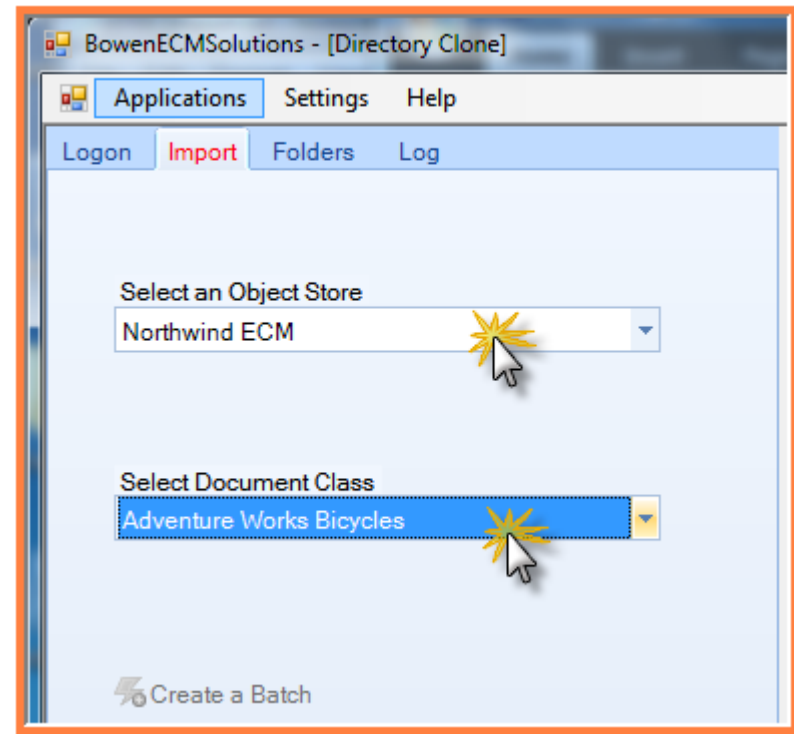 BowenECMSolutions - [Directory Clone]
Applications Settings Help
Logon Import Folders Log
Select an Object Store
Northwind ECM
Select Document Class
Adventure Works Bicycles
Create a Batch